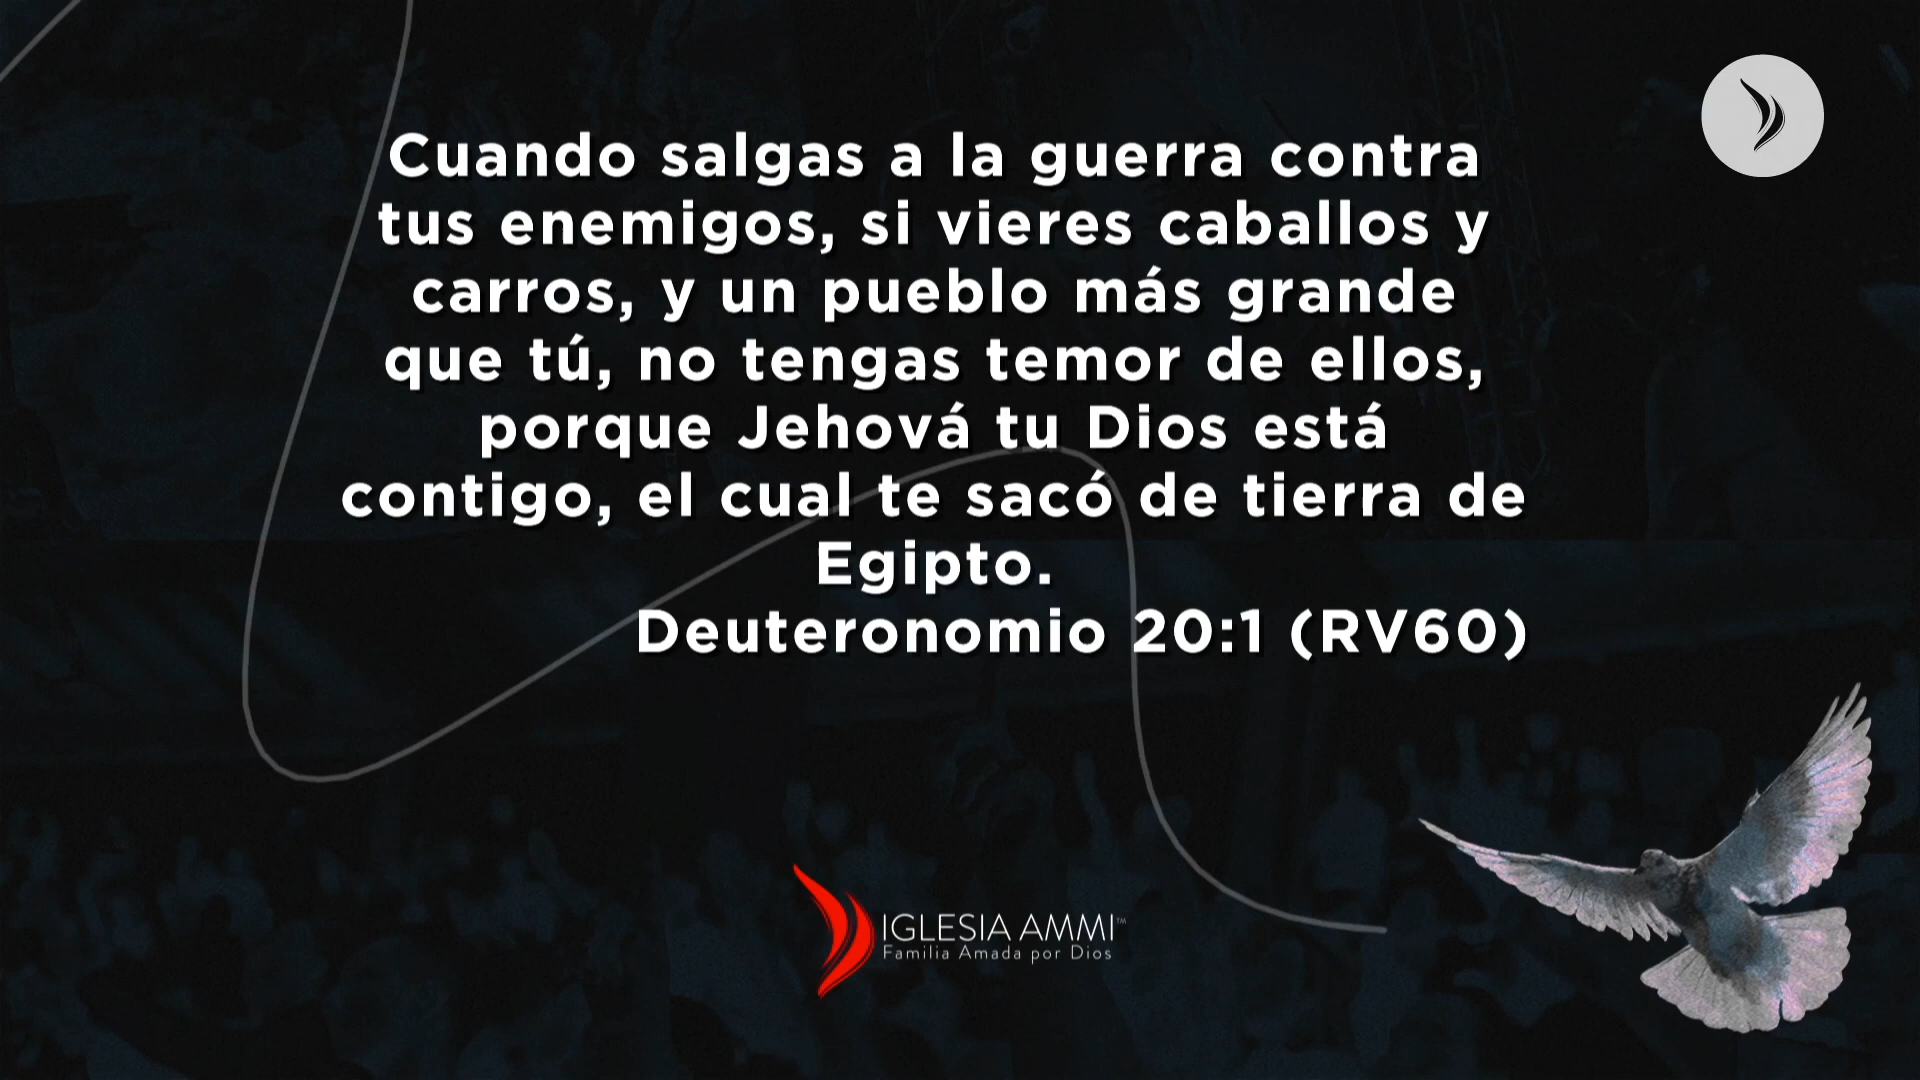 Cuando salgas a la guerra contra
tus enemigos, si vieres caballos y
carros, y un pueblo más grande
que tú, no tengas temor de ellos,
porque Jehová tu Dios está
contigo, el cual te sacó de tierra de
Egipto.
Deuteronomio 20:1 (RV60)
IGLESIA AMMI™
Familia Amada por Dios